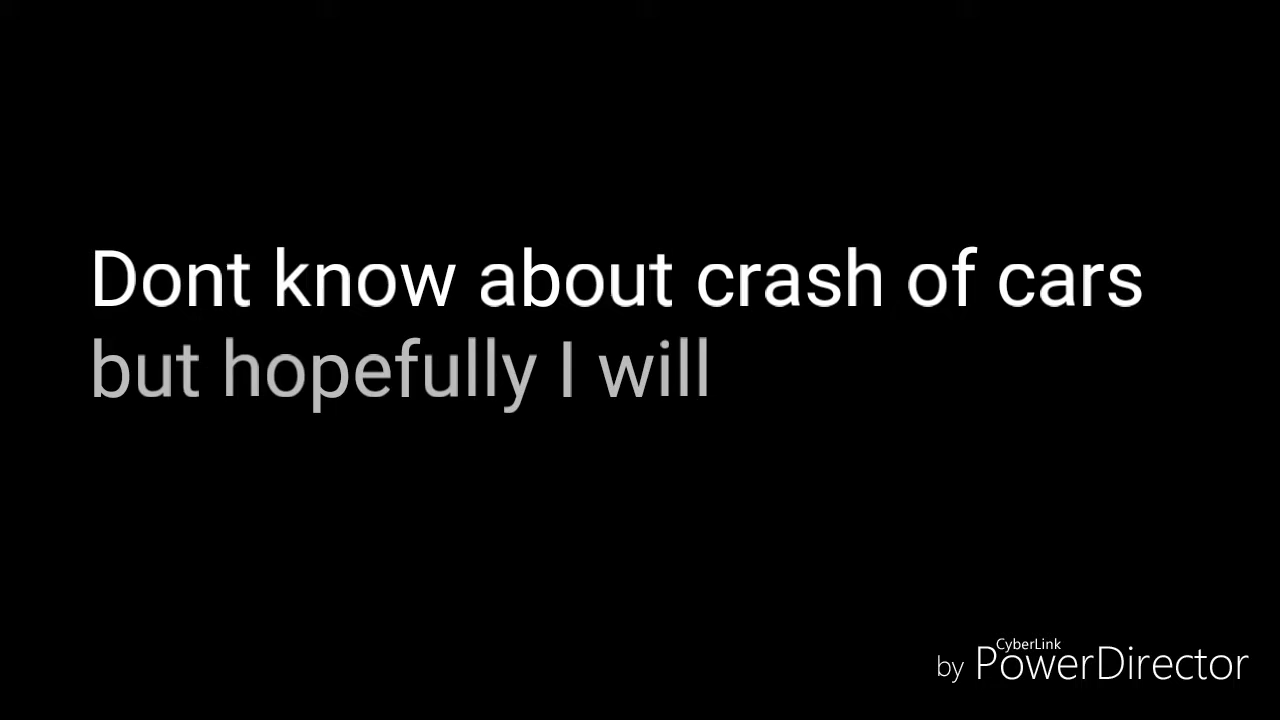 Dont know about crash of cars
but hopefully I will
CyberLink
by PowerDirector